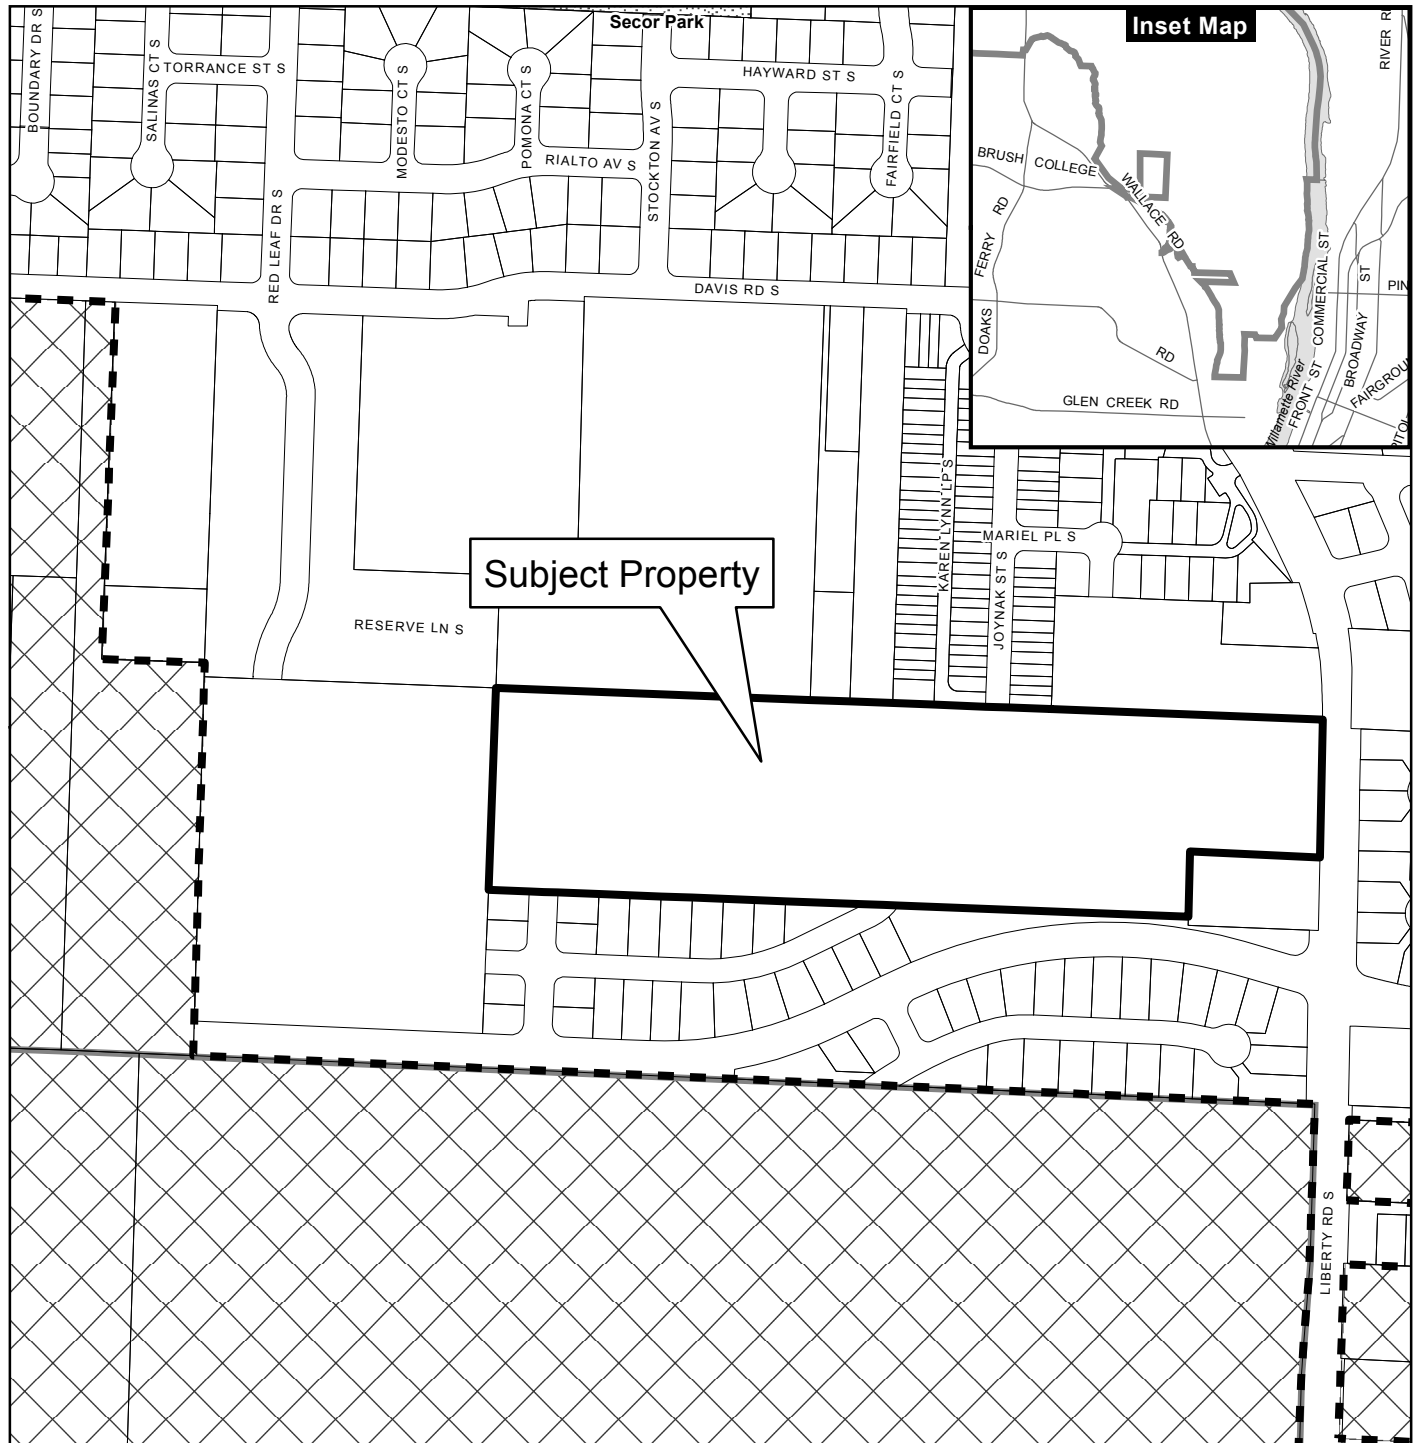 Secor Park
Inset Map
BOUNDARY DR S
SALINAS CT S
TORRANCE ST S
MODESTO CT S
POMONA CT S
HAYWARD ST S
FAIRFIELD CT S
RIALTO AV S
STOCKTON AV S
RED LEAF DR S
DAVIS RD S
RIVER R
BRUSH COLLEGE
RD
WALLACE RD
DOAKS FERRY RD
RD
GLEN CREEK RD
Willamette River
FRONT ST
COMMERCIAL ST
BROADWAY ST
PIN
FAIRGROU
PITOL
KAREN LYNN LP S
MARIEL PL S
JOYNAK ST S
Subject Property
RESERVE LN S
LIBERTY RD S